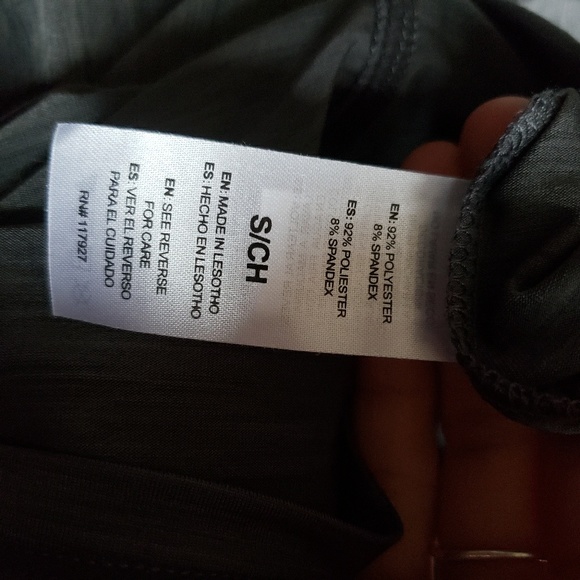 EN: 92% POLYESTER
8% SPANDEX
ES: 92% POLIESTER
8% SPANDEX
S/CH
EN: MADE IN LESOTHO
ES: HECHO EN LESOTHO
EN: SEE REVERSE
FOR CARE
ES: VER EL REVERSO
PARA EL CUIDADO
RN# 117927